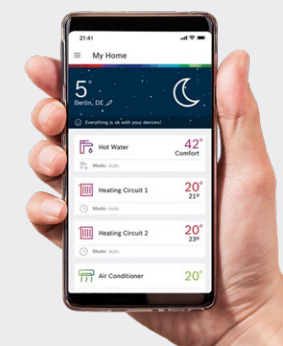 21:41
My Home
5°
Berlin, DE
Everything is ok with your devices!
Hot Water
42°
Comfort
Mode: Auto
Heating Circuit 1
20°
21°
Mode: Auto
Heating Circuit 2
20°
23°
Mode: Auto
Air Conditioner
20°